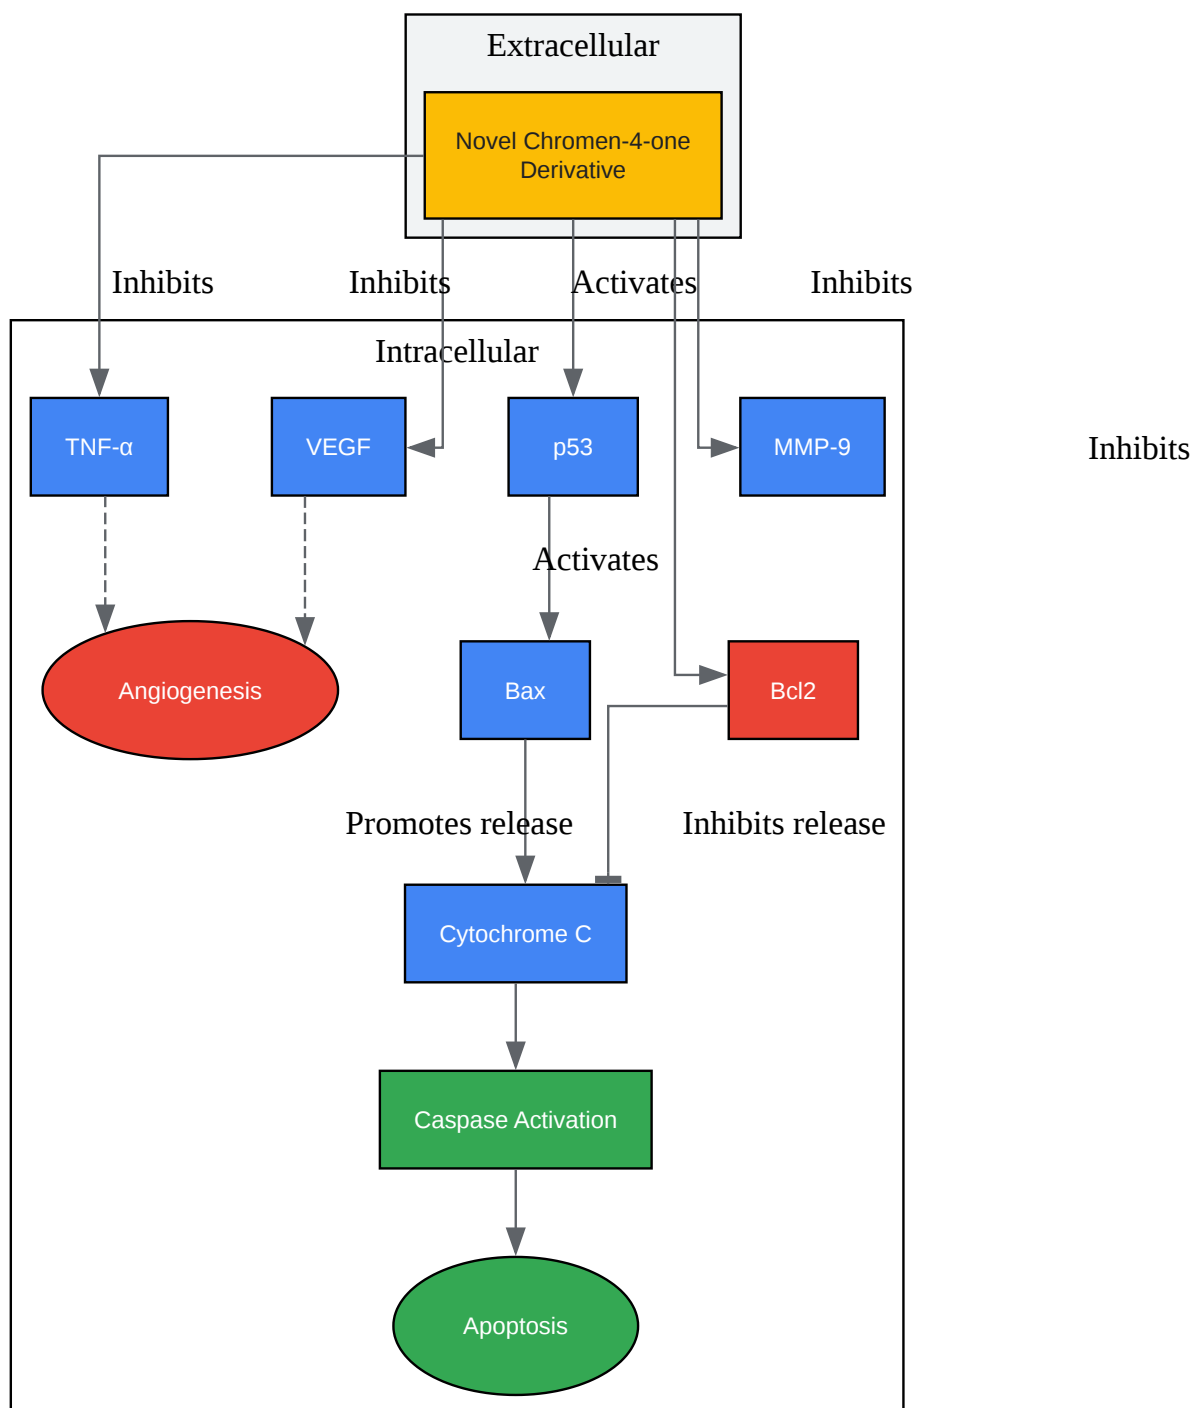 Extracellular
Novel Chromen-4-one
Derivative
Inhibits
Inhibits
Activates
Inhibits
Intracellular
TNF-α
VEGF
p53
MMP-9
Inhibits
Activates
Angiogenesis
Bax
Bcl2
Promotes release
Inhibits release
Cytochrome C
Caspase Activation
Apoptosis